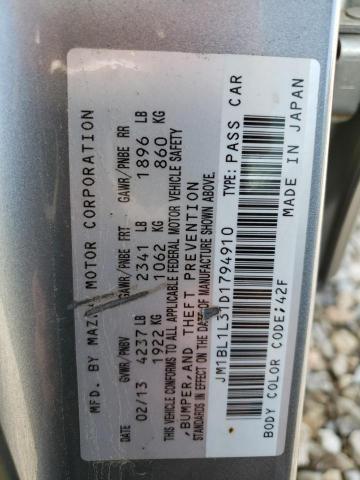 MFD. BY MAZDA MOTOR CORPORATION
DATE GVWR/PNBV GAWR/PNBE FRT GAWR/PNBE RR
02/13 4237 LB 2341 LB 1896 LB
1922 KG 1062 KG 860 KG
THIS VEHICLE CONFORMS TO ALL APPLICABLE FEDERAL MOTOR VEHICLE SAFETY
,BUMPER,AND THEFT PREVENTION
STANDARDS IN EFFECT ON THE DATE OF MANUFACTURE SHOWN ABOVE.
JM1BL1L31D1794910 TYPE: PASS CAR
BODY COLOR CODE;42F MADE IN JAPAN